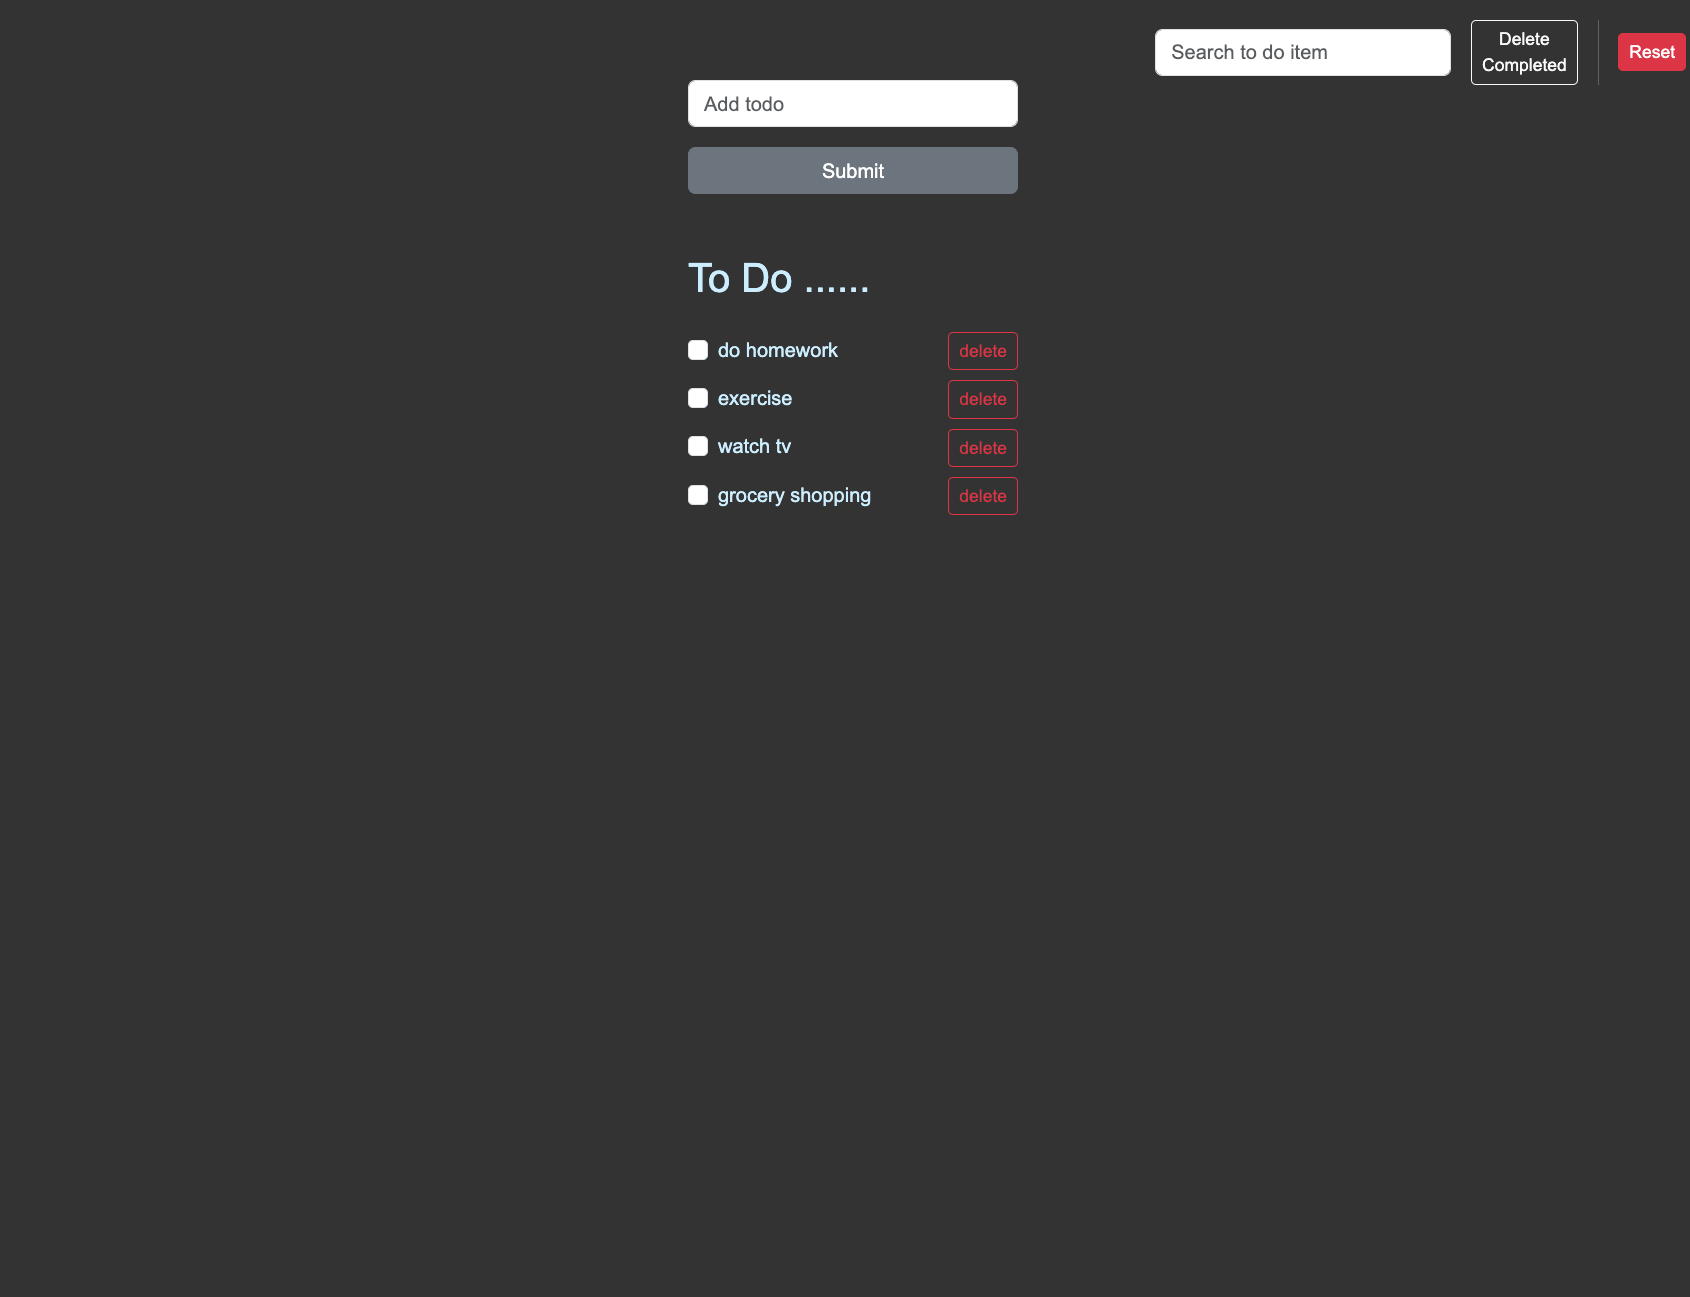 Search to do item
Delete
Completed
Reset
Add todo
Submit
To Do ......
do homework delete
exercise delete
watch tv delete
grocery shopping delete